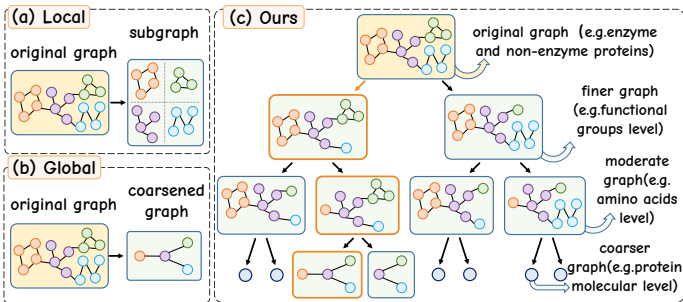 (a) Local
original graph
subgraph
(b) Global
original graph
coarsened
graph
(c) Ours
original graph (e.g.enzyme
and non-enzyme proteins)
finer graph
(e.g.functional
groups level)
moderate
graph(e.g.
amino acids
level)
coarser
graph(e.g.protein
molecular level)